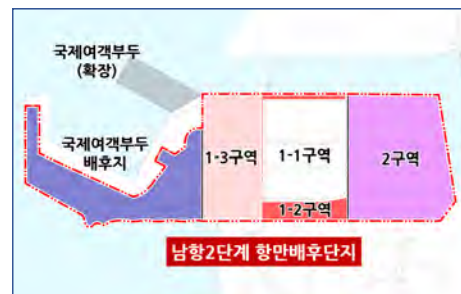 국제여객부두
(확장)
국제여객부두
배후지
1-3구역
1-1구역
2구역
1-2구역
남항2단계 항만배후단지